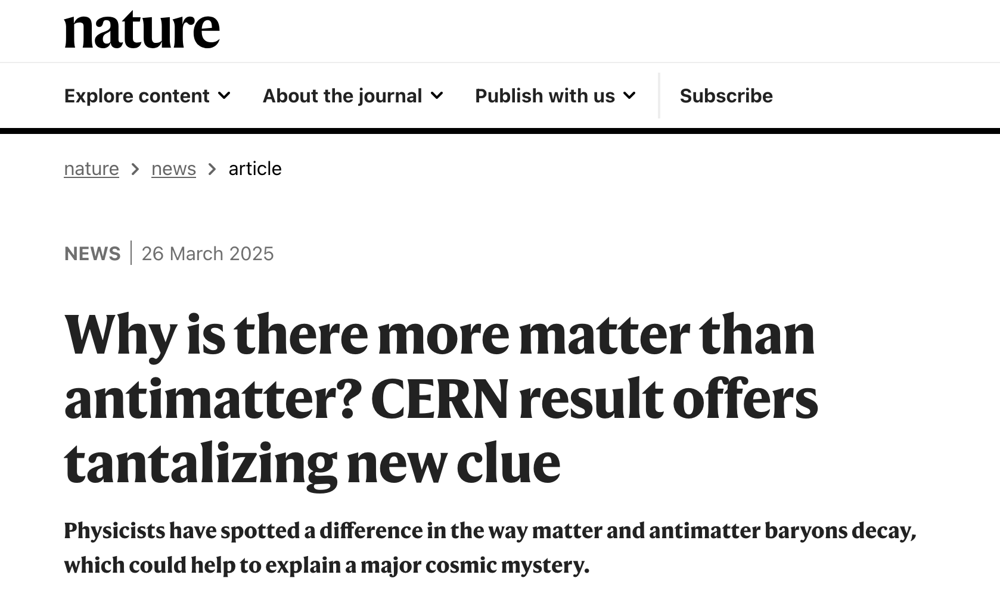 nature
Explore content About the journal Publish with us Subscribe
nature > news > article
NEWS | 26 March 2025
Why is there more matter than
antimatter? CERN result offers
tantalizing new clue
Physicists have spotted a difference in the way matter and antimatter baryons decay,
which could help to explain a major cosmic mystery.